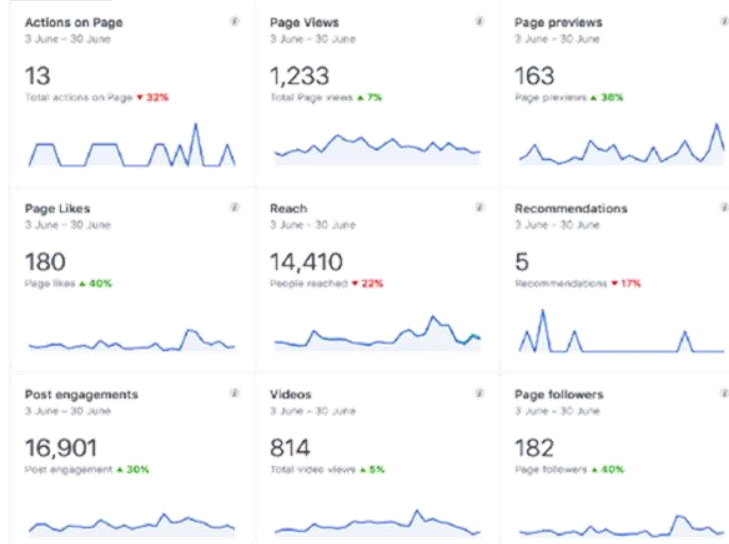 Actions on Page
3 June – 30 June
13
Total actions on Page ▼ 32%
Page Views
3 June – 30 June
1,233
Total Page views ▲ 7%
Page previews
3 June – 30 June
163
Page previews ▲ 36%
Page Likes
3 June – 30 June
180
Page likes ▲ 40%
Reach
3 June – 30 June
14,410
People reached ▼ 22%
Recommendations
3 June – 30 June
5
Recommendations ▼ 17%
Post engagements
3 June – 30 June
16,901
Post engagement ▲ 30%
Videos
3 June – 30 June
814
Total video views ▲ 5%
Page followers
3 June – 30 June
182
Page followers ▲ 40%